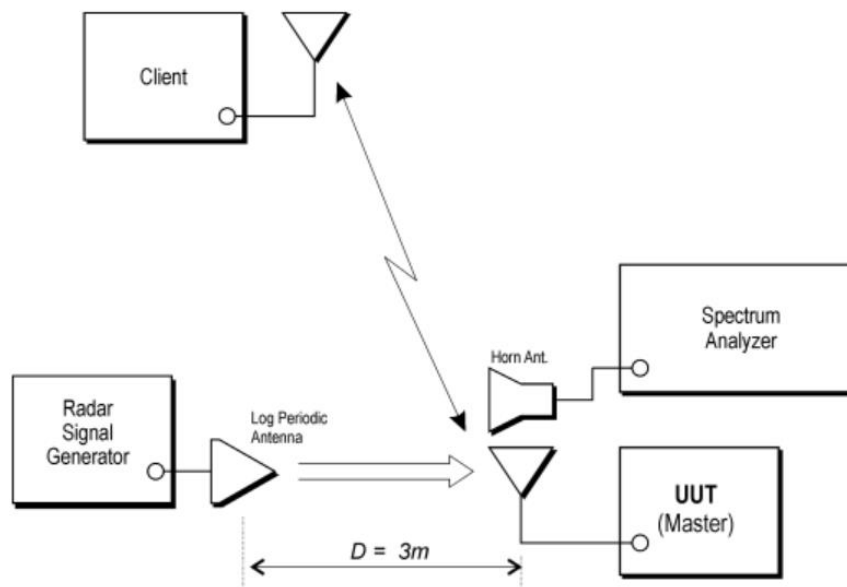 Client
Spectrum
Analyzer
Horn Ant.
Radar
Signal
Generator
Log Periodic
Antenna
UUT
(Master)
D = 3m